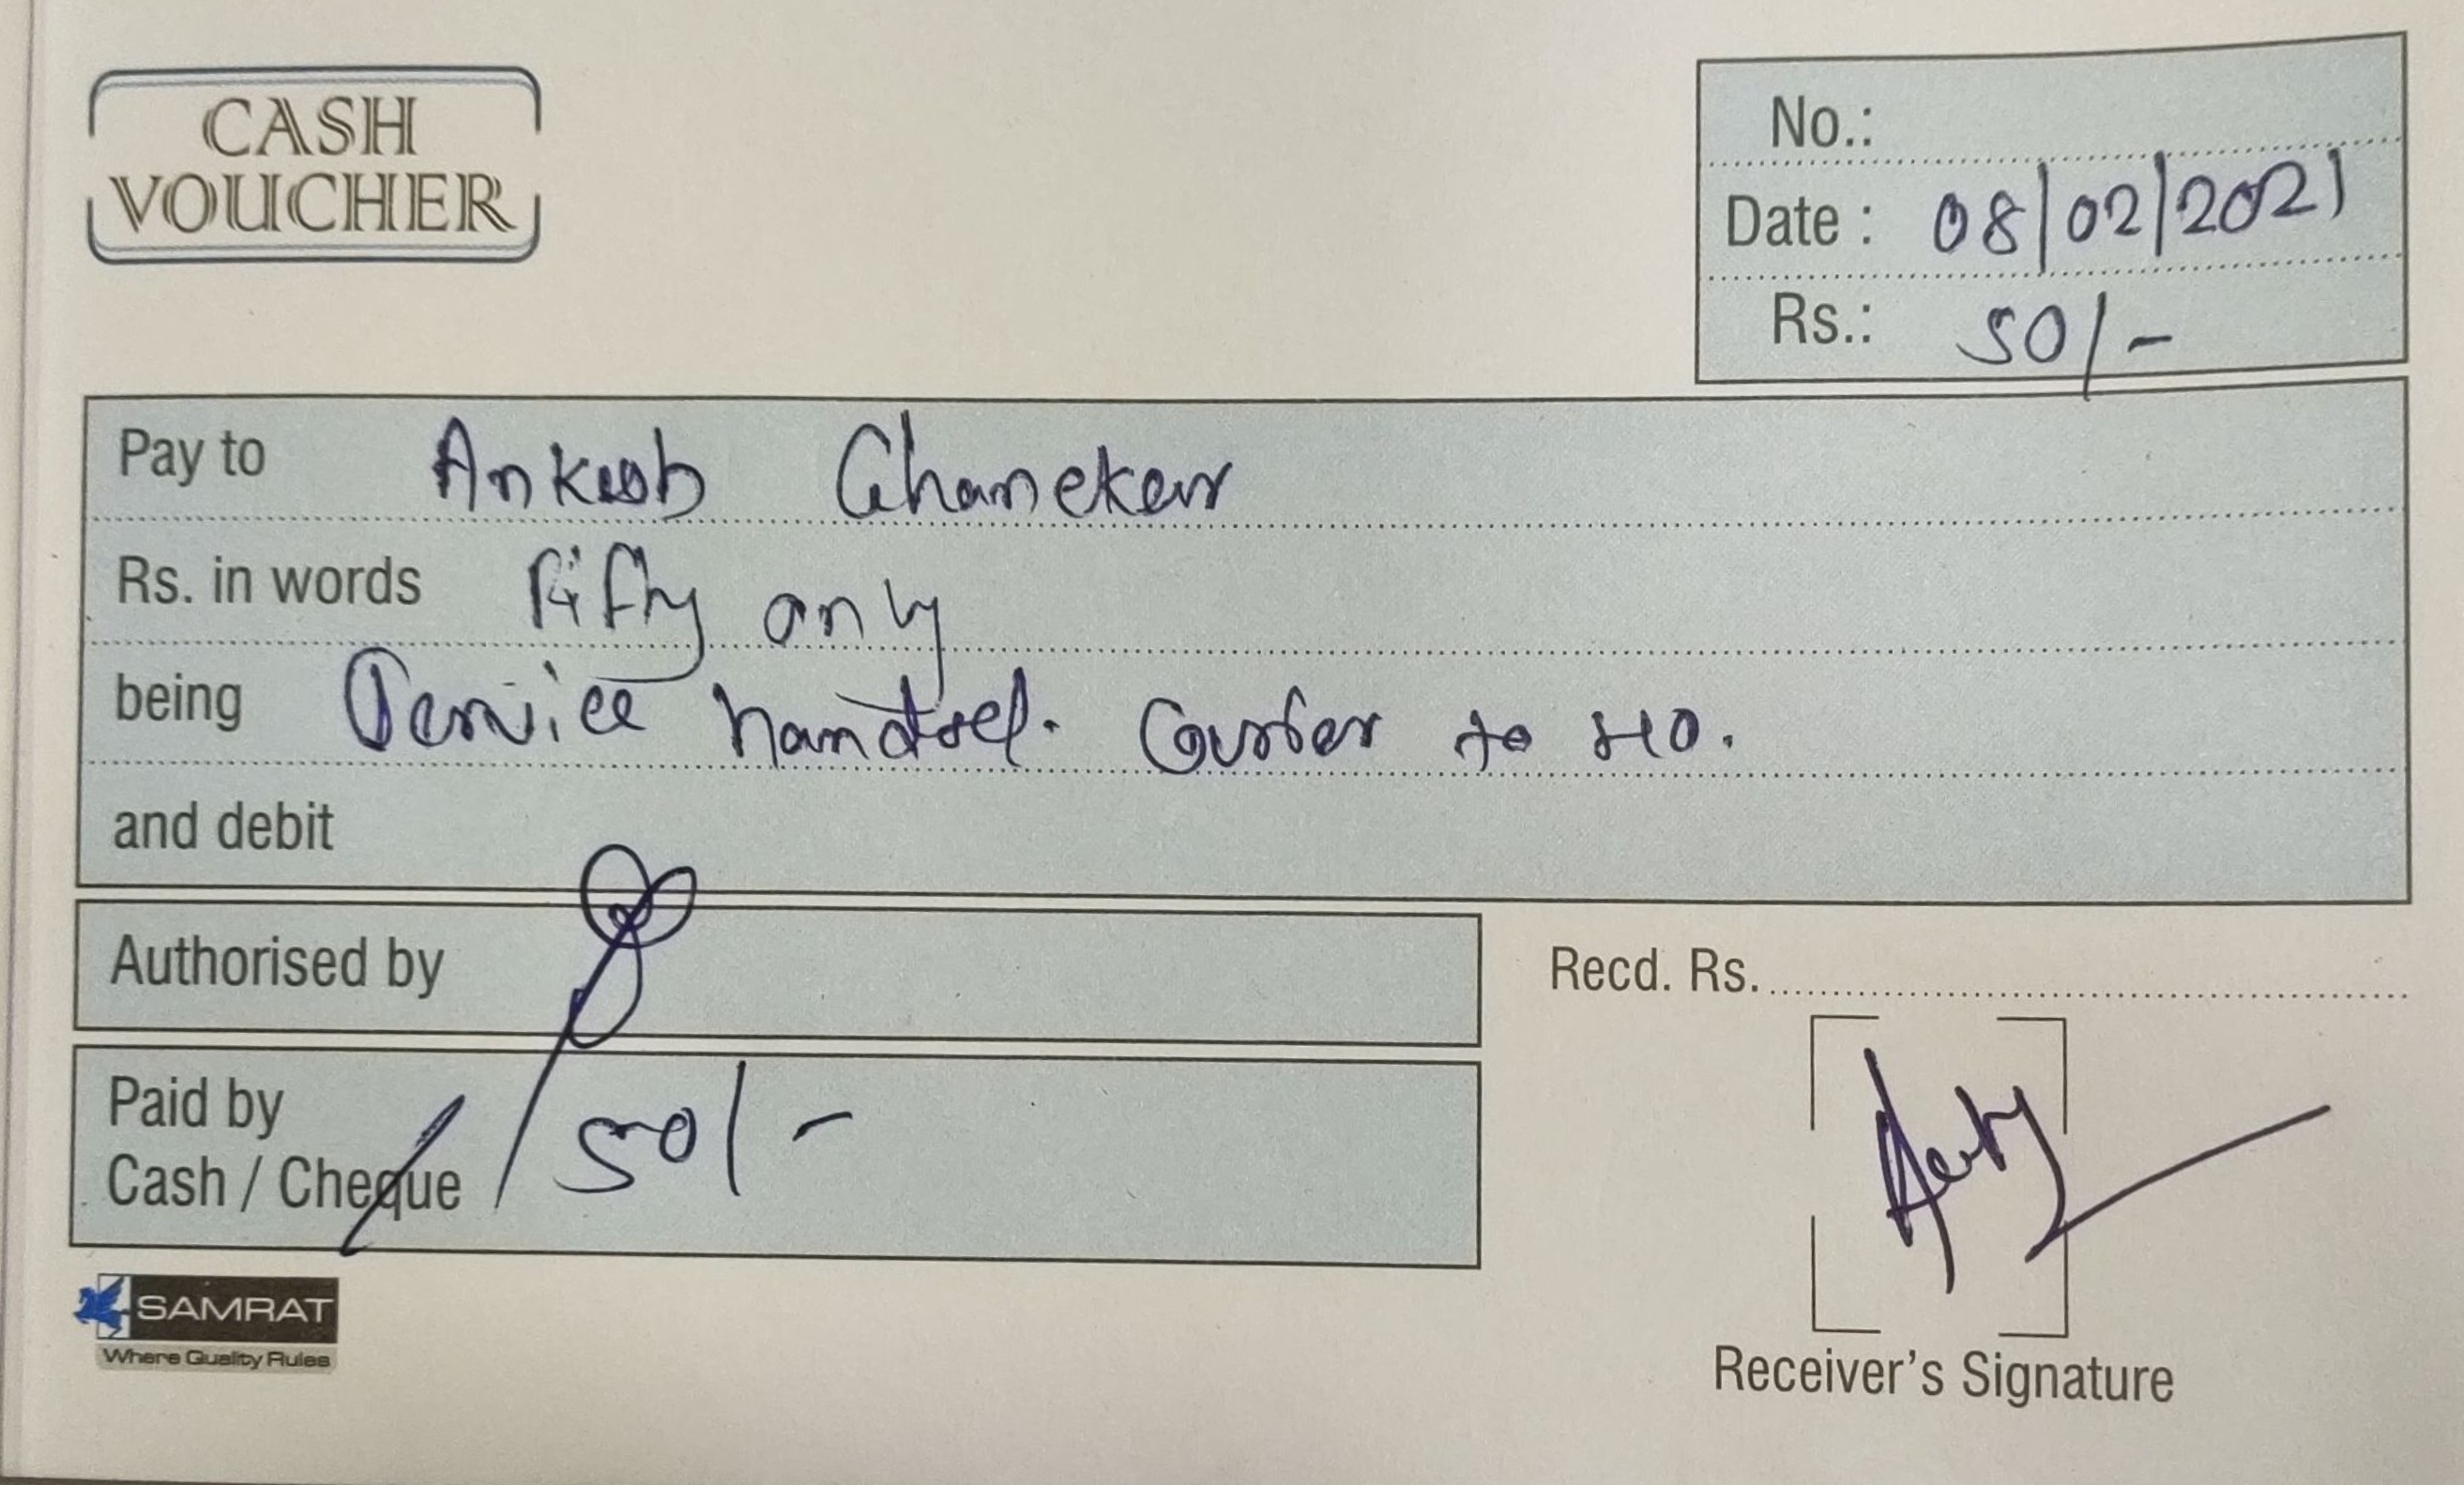 CASH
VOUCHER
No.:
Date : 08/02/2021
Rs.: 50/-
Pay to Ankush Ghanekar
Rs. in words Fifty only
being Service handset. Courier to HO.
and debit
Authorised by
Recd. Rs.
Paid by
Cash / Cheque 50/-
SAMRAT
Where Quality Rules
Receiver's Signature